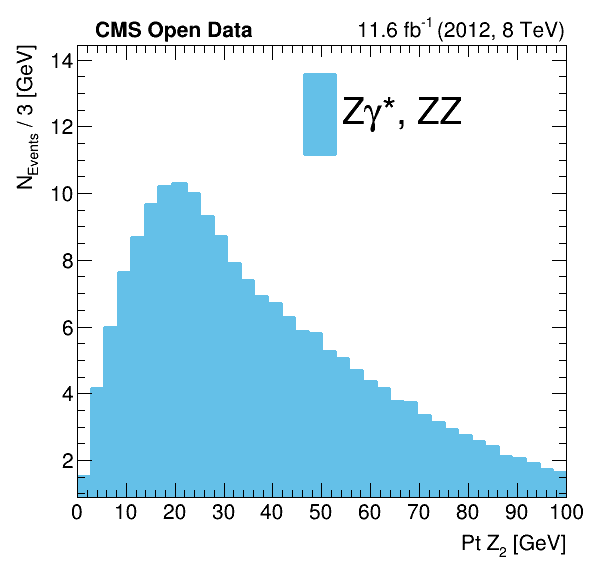 CMS Open Data 11.6 fb⁻¹ (2012, 8 TeV)
N_Events / 3 [GeV]
Zγ*, ZZ
14
12
10
8
6
4
2
0 10 20 30 40 50 60 70 80 90 100
Pt Z₂ [GeV]